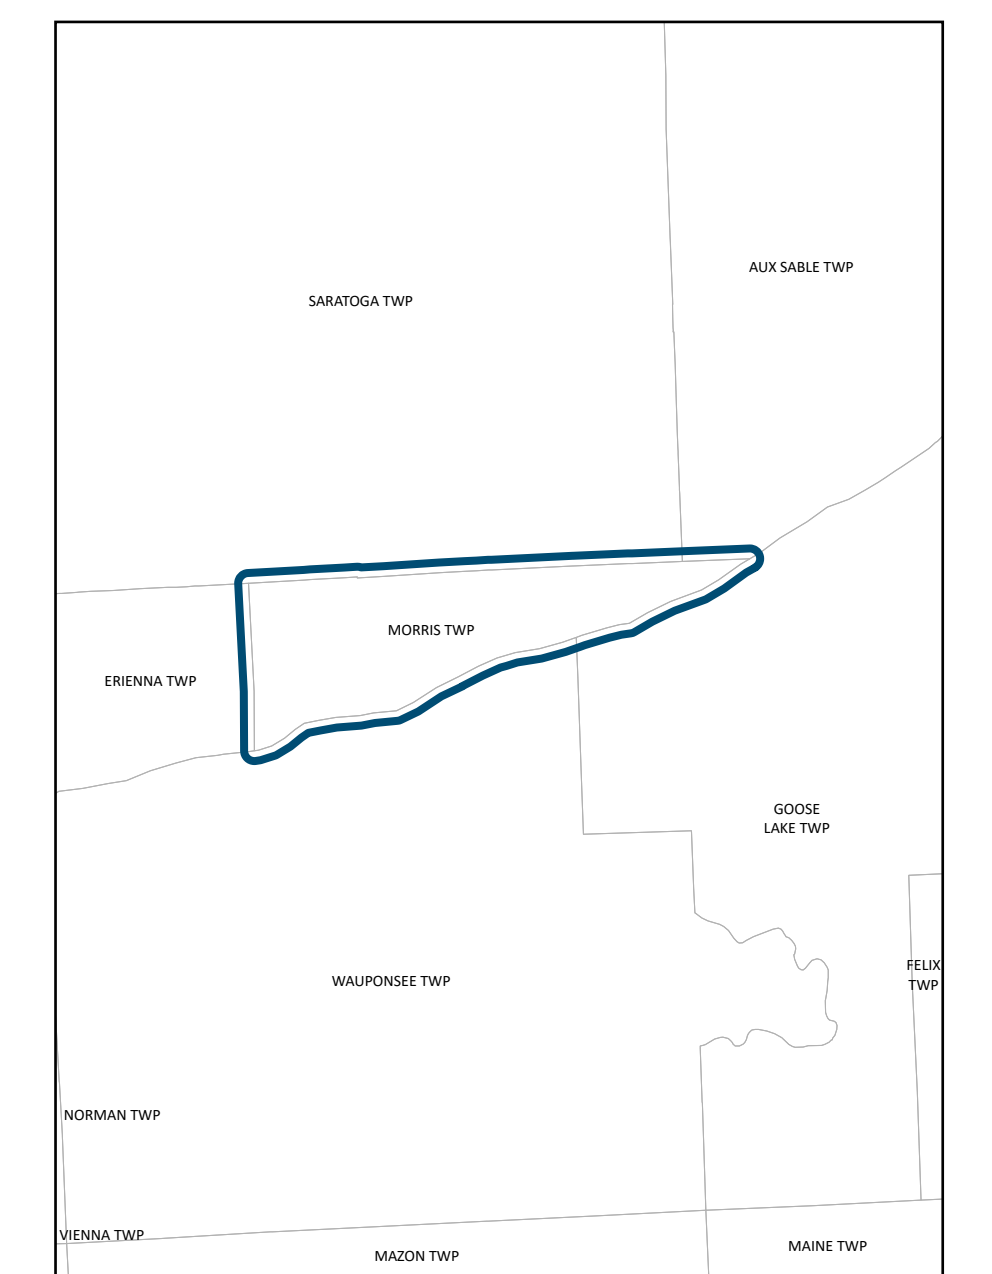 AUX SABLE TWP
SARATOGA TWP
MORRIS TWP
ERIENNA TWP
GOOSE
LAKE TWP
FELIX
TWP
WAUPONSEE TWP
NORMAN TWP
VIENNA TWP
MAZON TWP
MAINE TWP